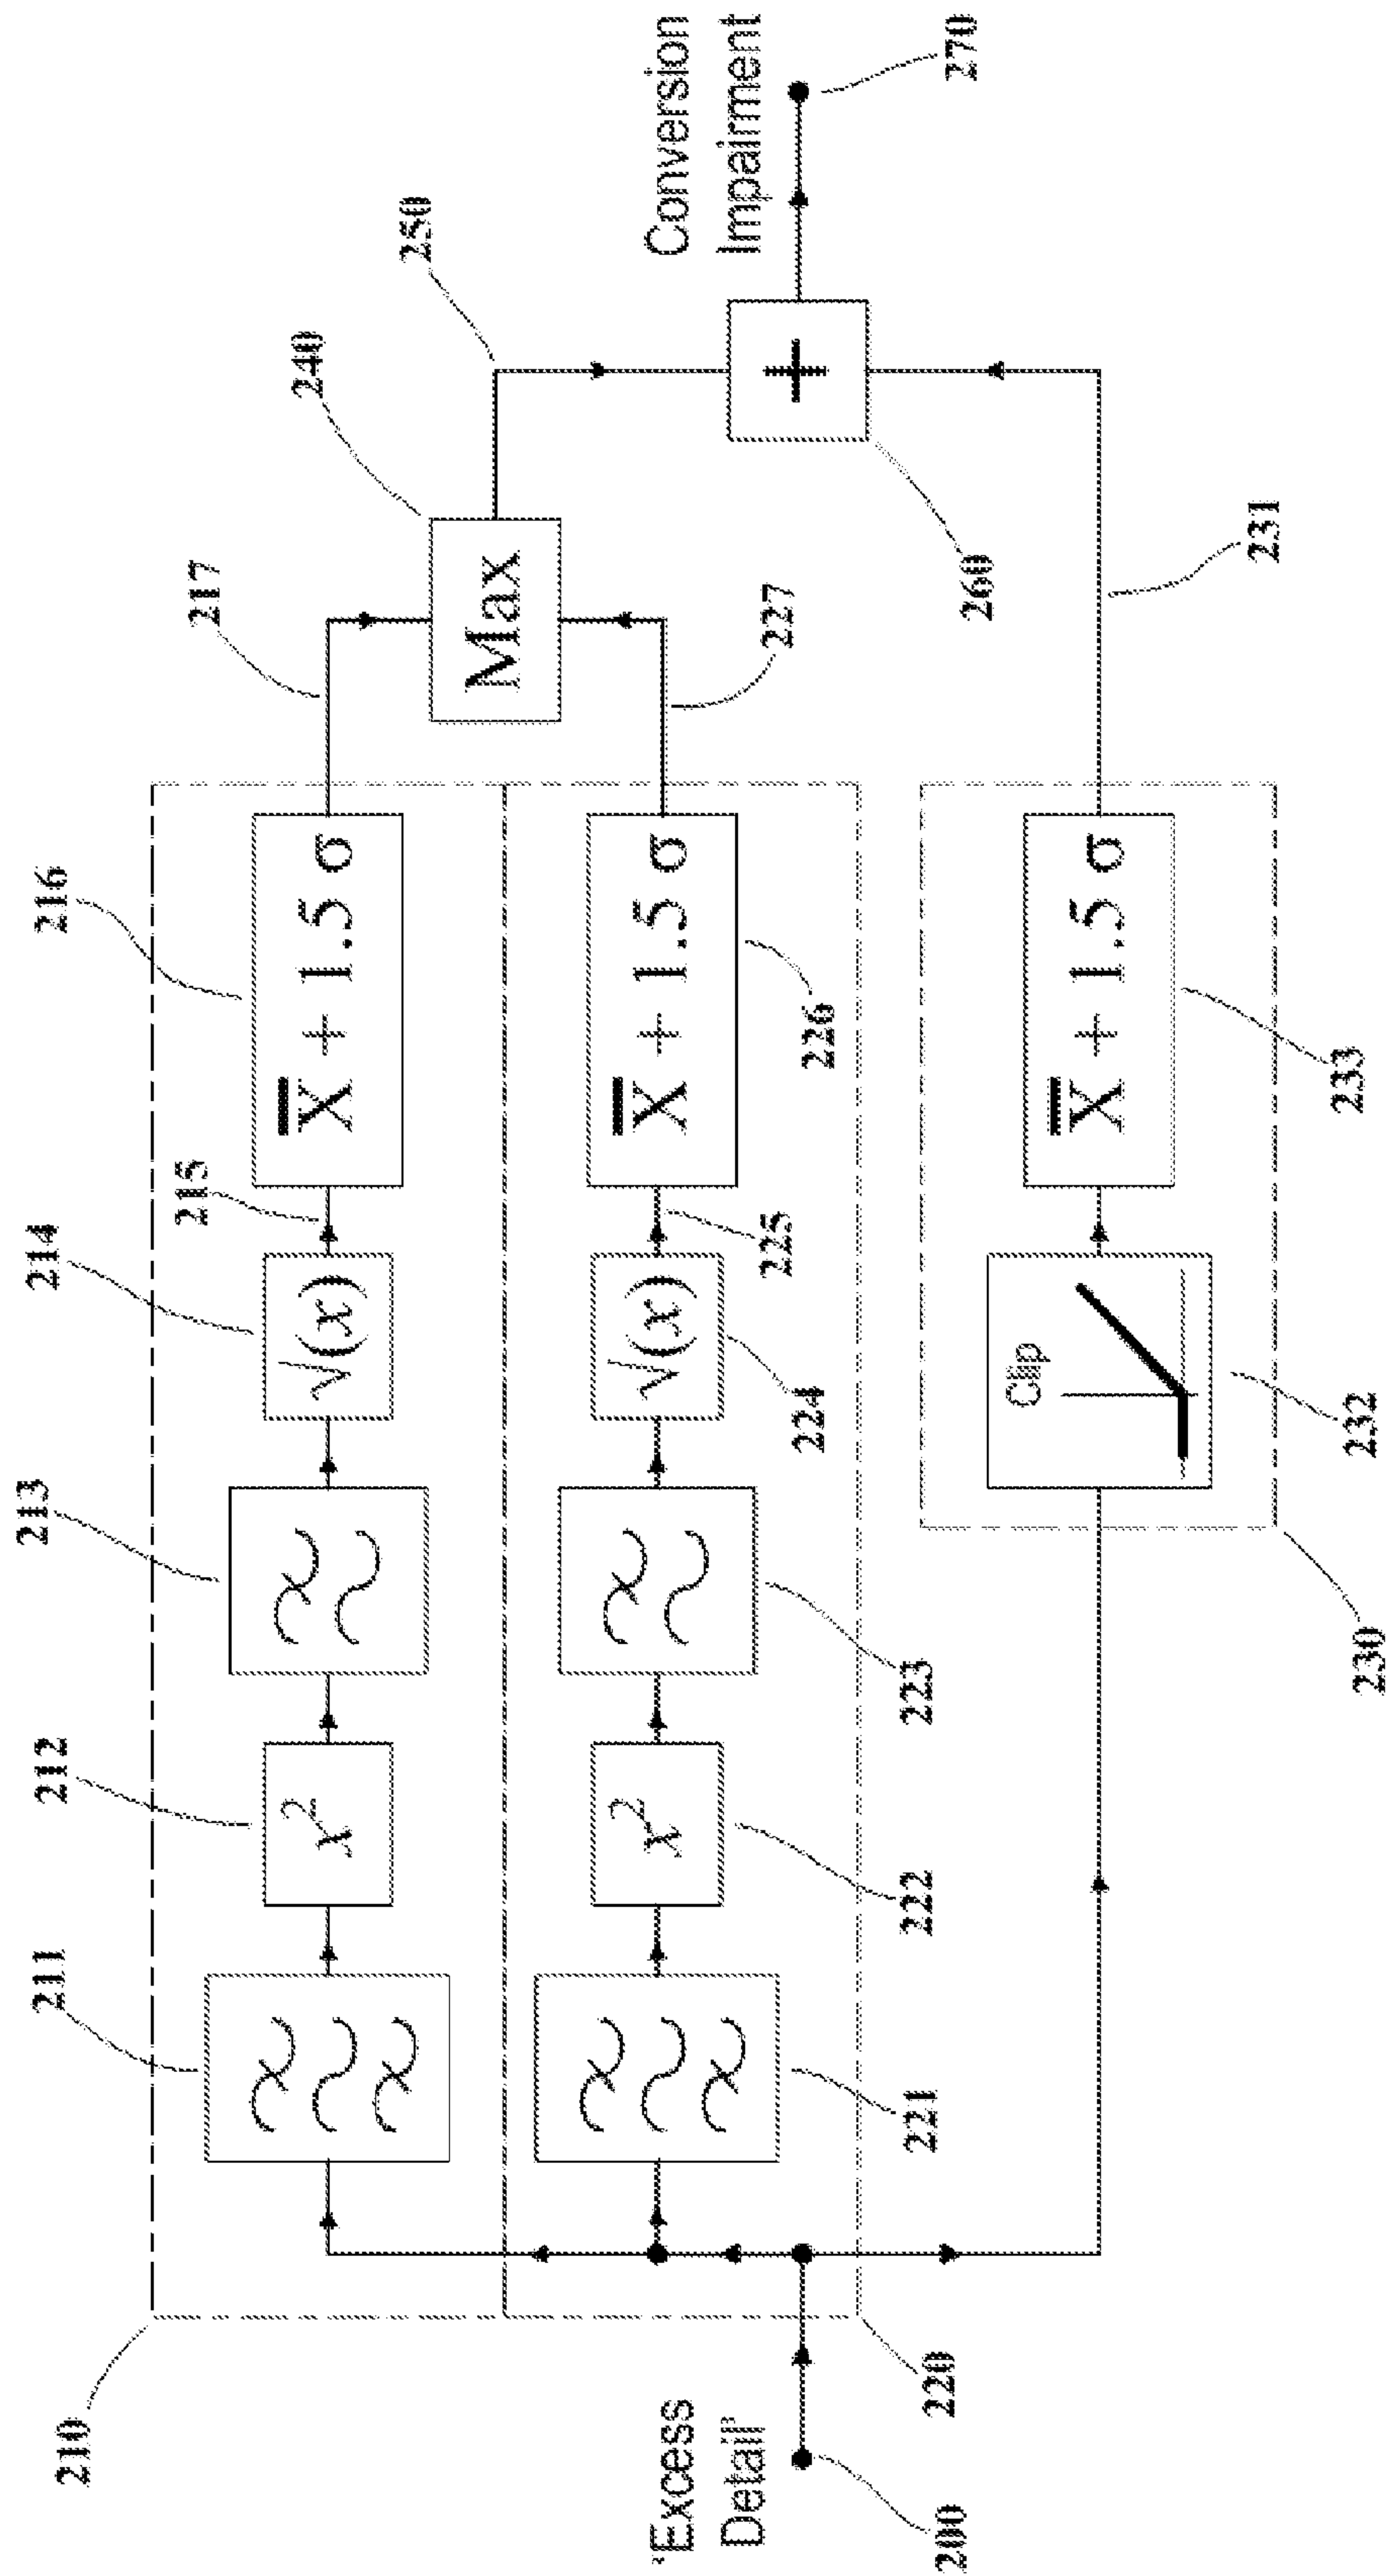 210
211
212
213
214
215
216
217
240
250
x²
√(x)
X̅ + 1.5 σ
Max
'Excess
Detail'
200
220
221
222
223
224
225
226
227
x²
√(x)
X̅ + 1.5 σ
+
260
Conversion
Impairment
270
Clip
X̅ + 1.5 σ
230
232
233
231